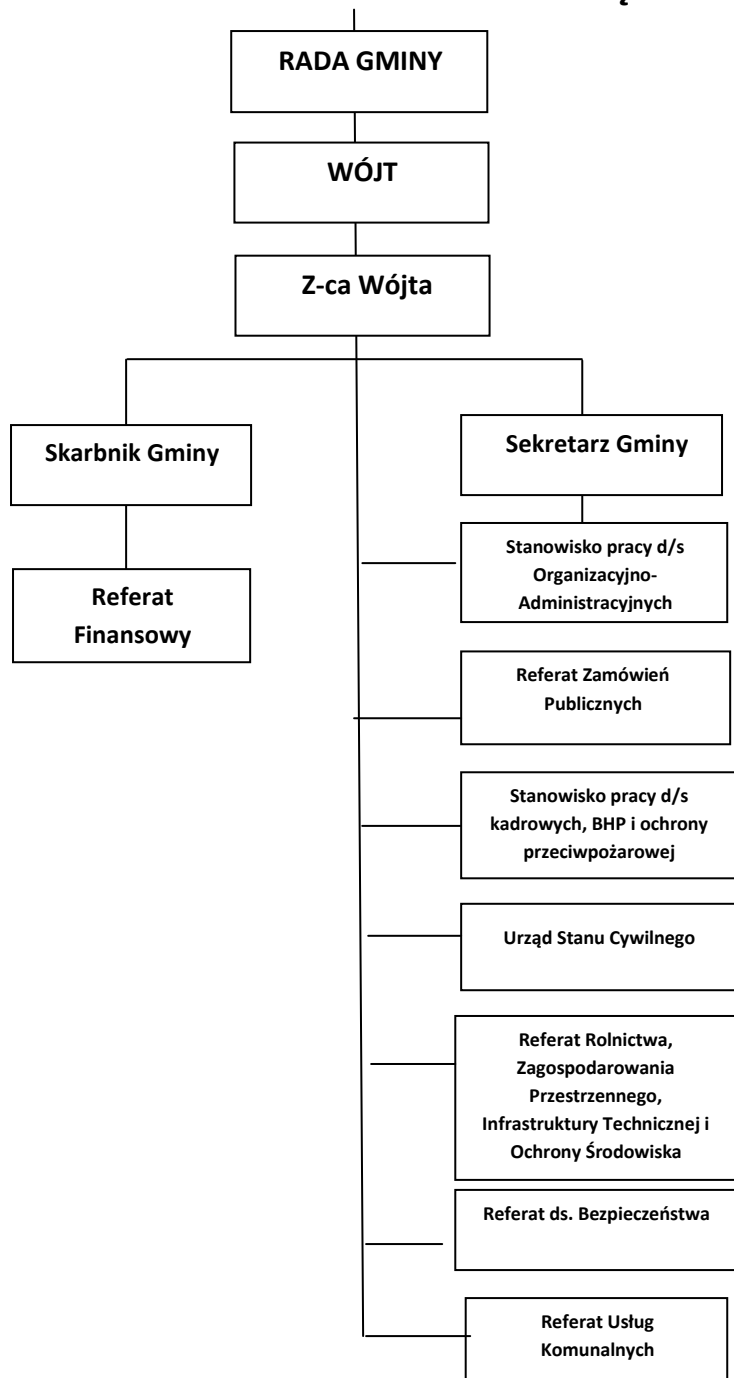 RADA GMINY
WÓJT
Z-ca Wójta
Skarbnik Gminy
Sekretarz Gminy
Referat
Finansowy
Stanowisko pracy d/s
Organizacyjno-
Administracyjnych
Referat Zamówień
Publicznych
Stanowisko pracy d/s
kadrowych, BHP i ochrony
przeciwpożarowej
Urząd Stanu Cywilnego
Referat Rolnictwa,
Zagospodarowania
Przestrzennego,
Infrastruktury Technicznej i
Ochrony Środowiska
Referat ds. Bezpieczeństwa
Referat Usług
Komunalnych